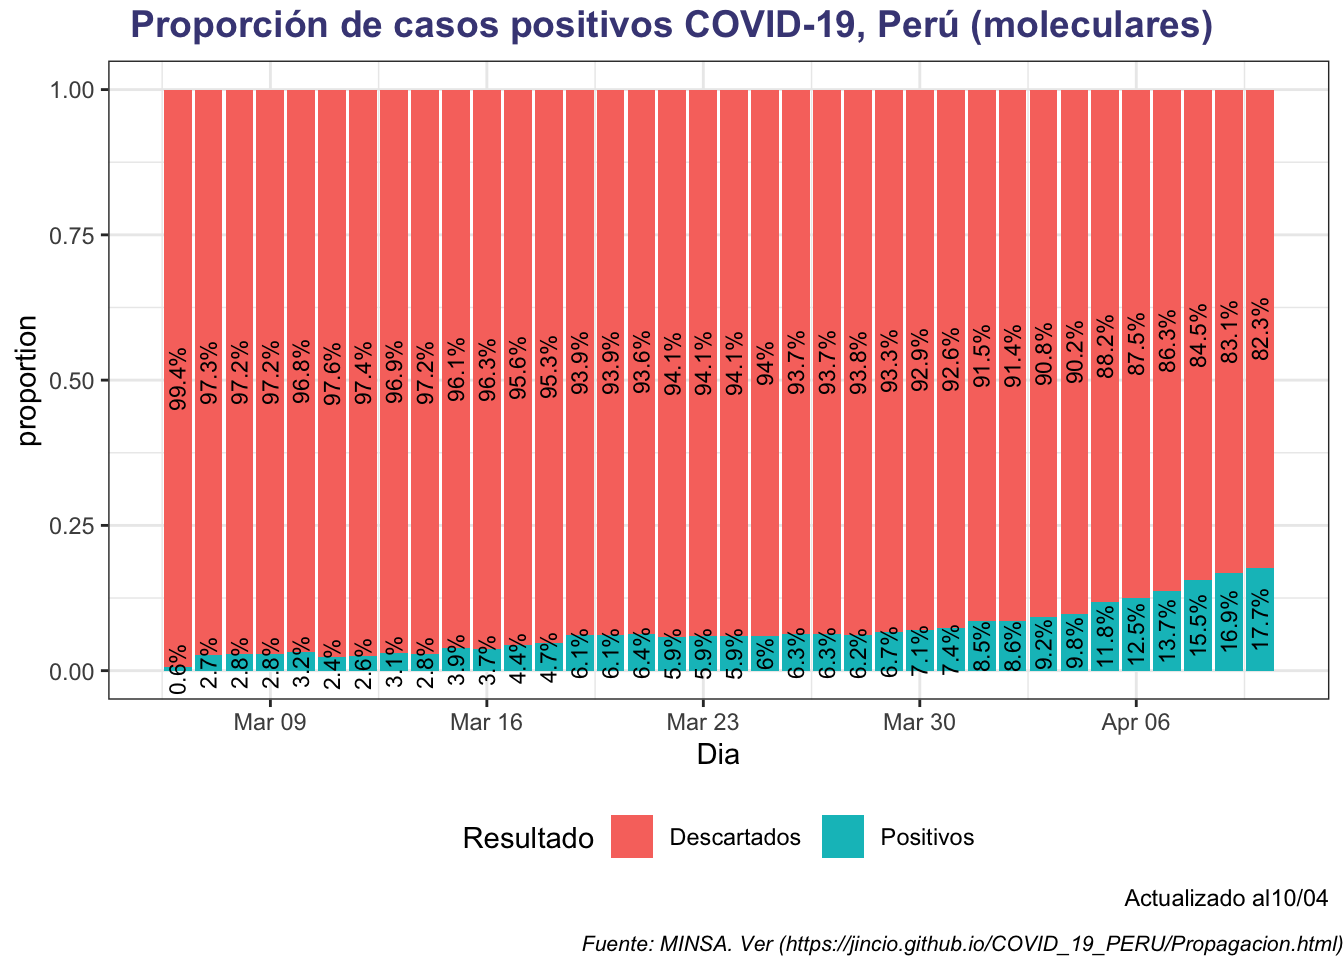 Proporción de casos positivos COVID-19, Perú (moleculares)
proportion
1.00
0.75
0.50
0.25
0.00
99.4% 97.3% 97.2% 97.2% 96.8% 97.6% 97.4% 96.9% 97.2% 96.1% 96.3% 95.6% 95.3% 93.9% 93.9% 93.6% 94.1% 94.1% 94.1% 94% 93.7% 93.7% 93.8% 93.3% 92.9% 92.6% 91.5% 91.4% 90.8% 90.2% 88.2% 87.5% 86.3% 84.5% 83.1% 82.3%
0.6% 2.7% 2.8% 2.8% 3.2% 2.4% 2.6% 3.1% 2.8% 3.9% 3.7% 4.4% 4.7% 6.1% 6.1% 6.4% 5.9% 5.9% 5.9% 6% 6.3% 6.3% 6.2% 6.7% 7.1% 7.4% 8.5% 8.6% 9.2% 9.8% 11.8% 12.5% 13.7% 15.5% 16.9% 17.7%
Mar 09 Mar 16 Mar 23 Mar 30 Apr 06
Dia
Resultado Descartados Positivos
Actualizado al10/04
Fuente: MINSA. Ver (https://jincio.github.io/COVID_19_PERU/Propagacion.html)